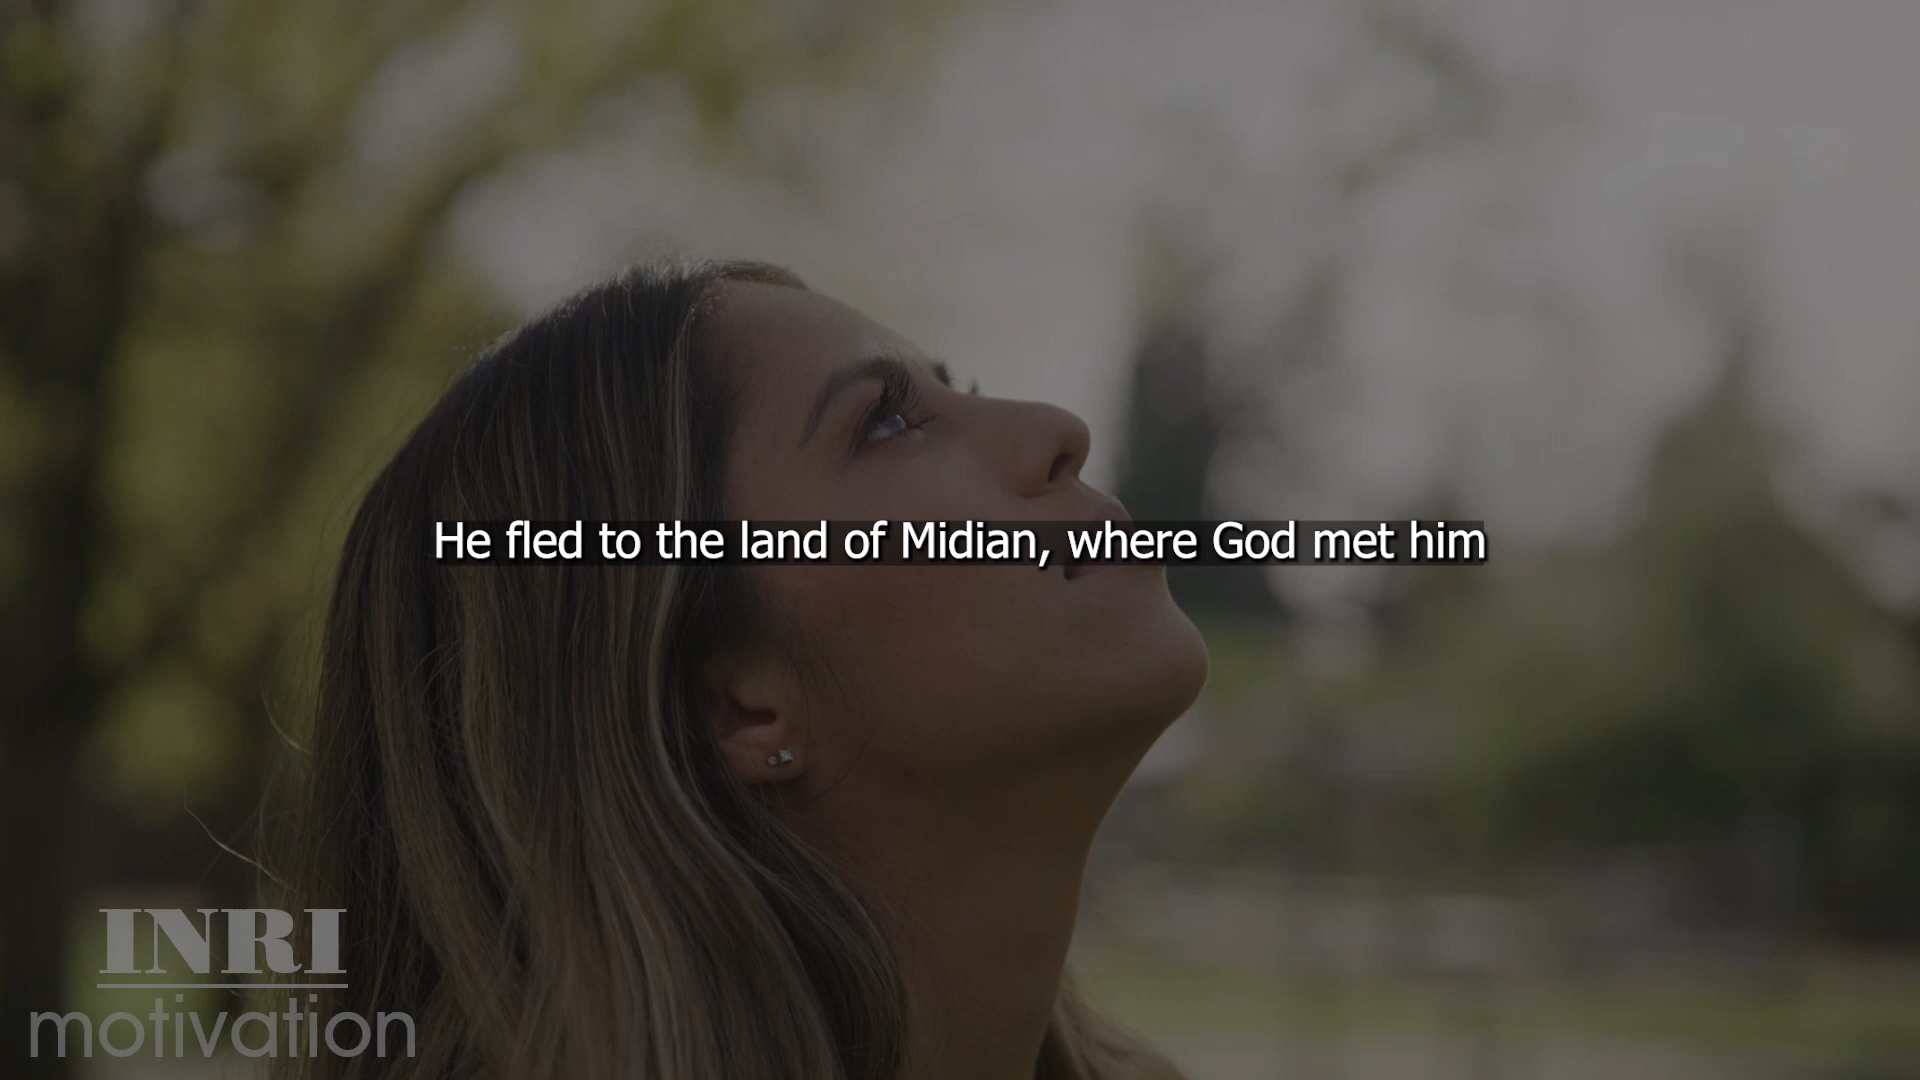 He fled to the land of Midian, where God met him
INRI
motivation